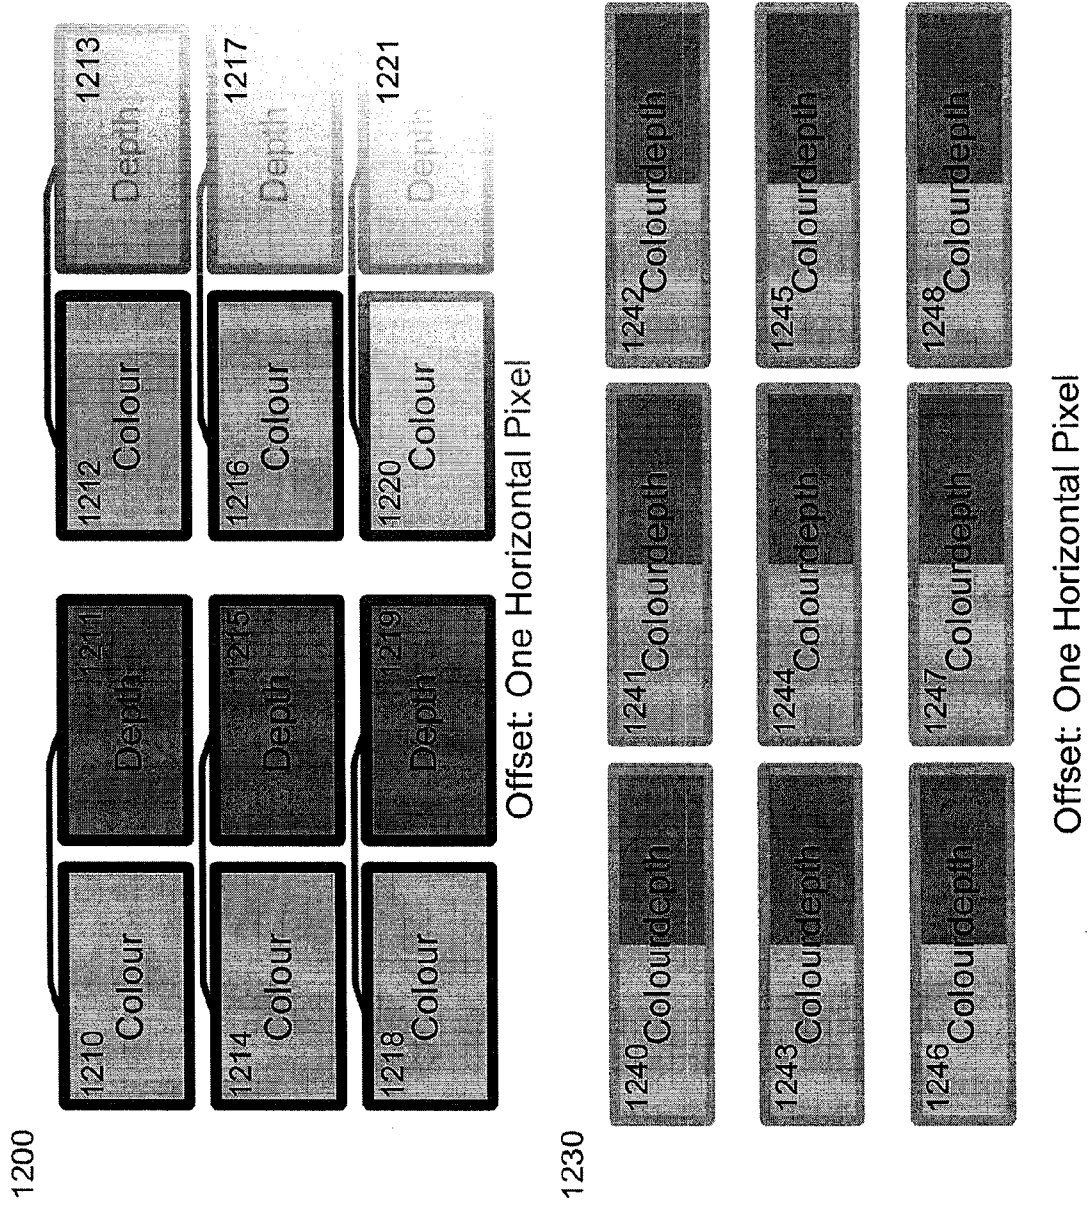 1200
1210
Colour
1211
Depth
1212
Colour
1213
Depth
1214
Colour
1215
Depth
1216
Colour
1217
Depth
1218
Colour
1219
Depth
1220
Colour
1221
Depth
Offset: One Horizontal Pixel
1230
1240
Colourdepth
1241
Colourdepth
1242
Colourdepth
1243
Colourdepth
1244
Colourdepth
1245
Colourdepth
1246
Colourdepth
1247
Colourdepth
1248
Colourdepth
Offset: One Horizontal Pixel